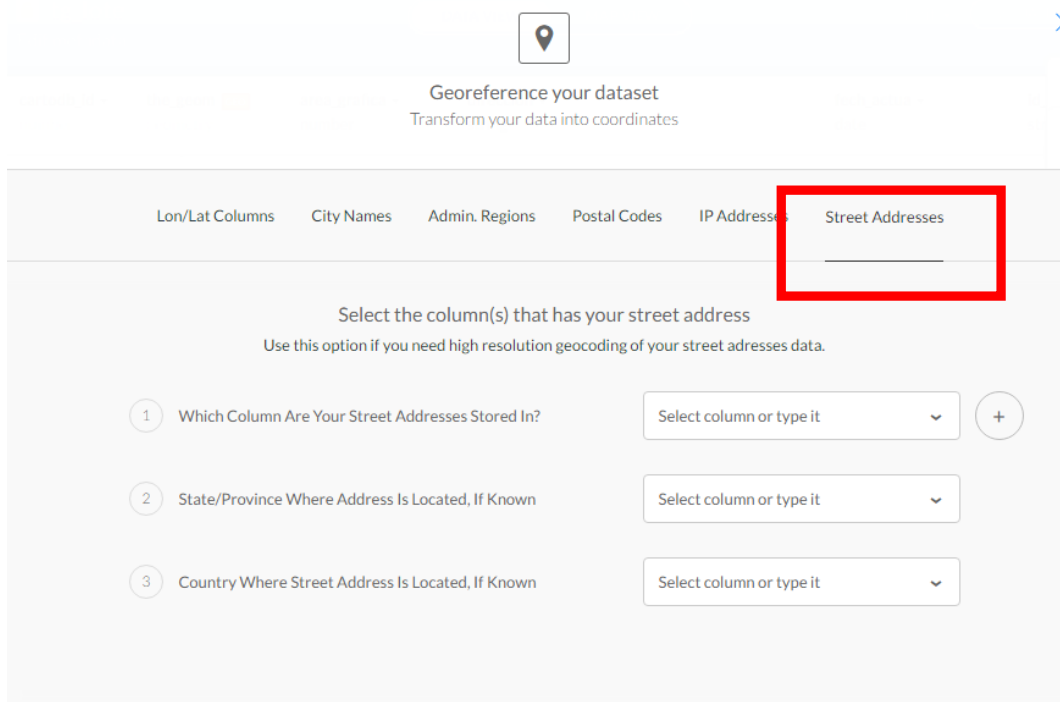 Georeference your dataset
Transform your data into coordinates
Lon/Lat Columns City Names Admin. Regions Postal Codes IP Addresses Street Addresses
Select the column(s) that has your street address
Use this option if you need high resolution geocoding of your street adresses data.
1 Which Column Are Your Street Addresses Stored In? Select column or type it +
2 State/Province Where Address Is Located, If Known Select column or type it
3 Country Where Street Address Is Located, If Known Select column or type it